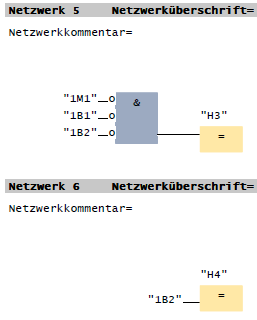 Netzwerk 5 Netzwerküberschrift=
Netzwerkkommentar=
"1M1"
&
"1B1"
"H3"
"1B2"
=
Netzwerk 6 Netzwerküberschrift=
Netzwerkkommentar=
"H4"
"1B2"
=